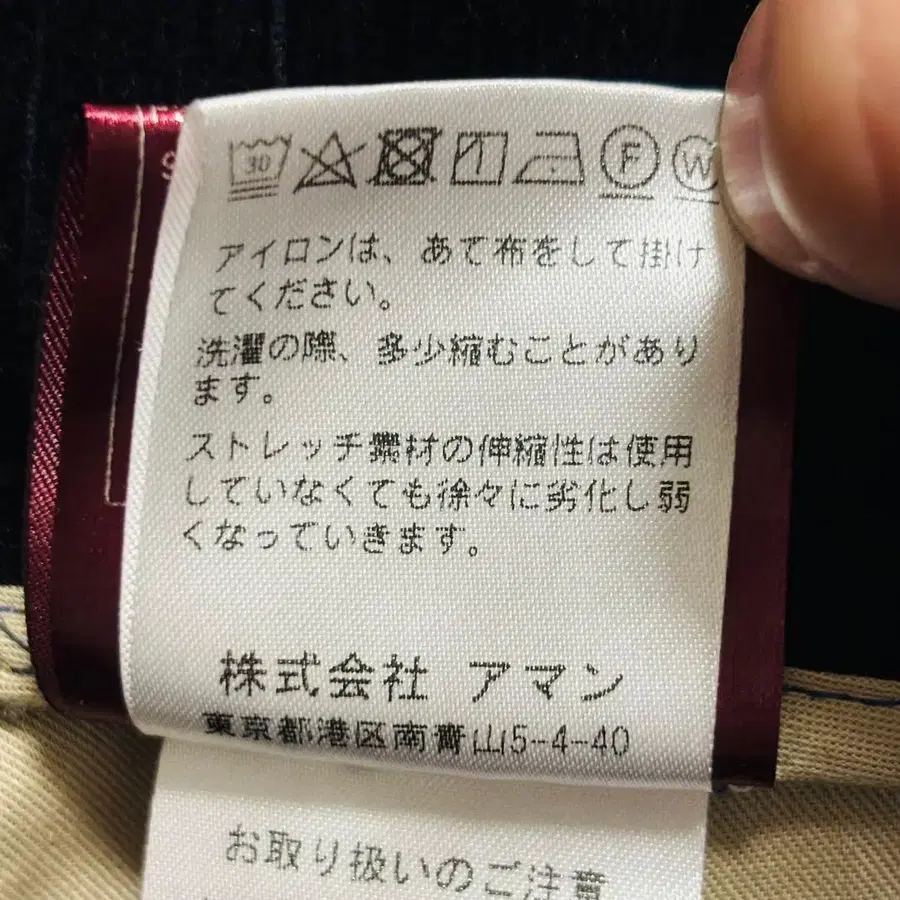 30 F W
アイロンは、あて布をして掛け
てください。
洗濯の際、多少縮むことがあり
ます。
ストレッチ素材の伸縮性は使用
していなくても徐々に劣化し弱
くなっていきます。
株式会社 アマン
東京都港区南青山5-4-40
お取り扱いのご注意